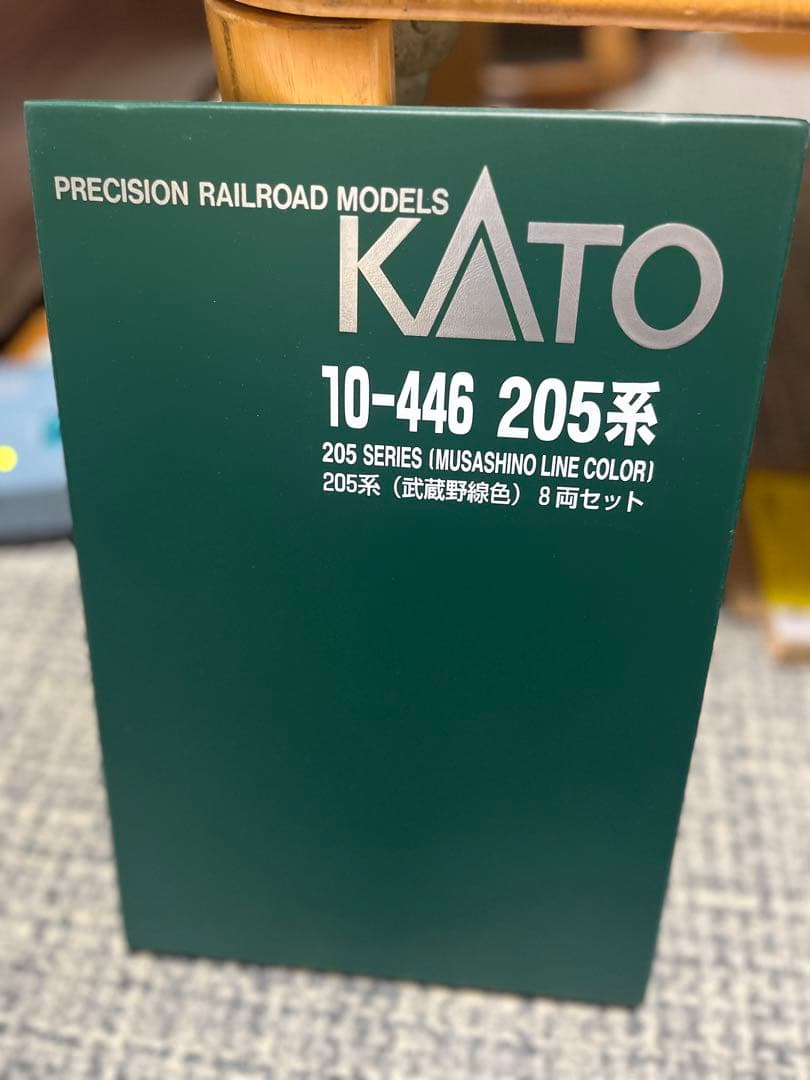 PRECISION RAILROAD MODELS
KATO
10-446 205系
205 SERIES (MUSASHINO LINE COLOR)
205系（武蔵野線色）8両セット